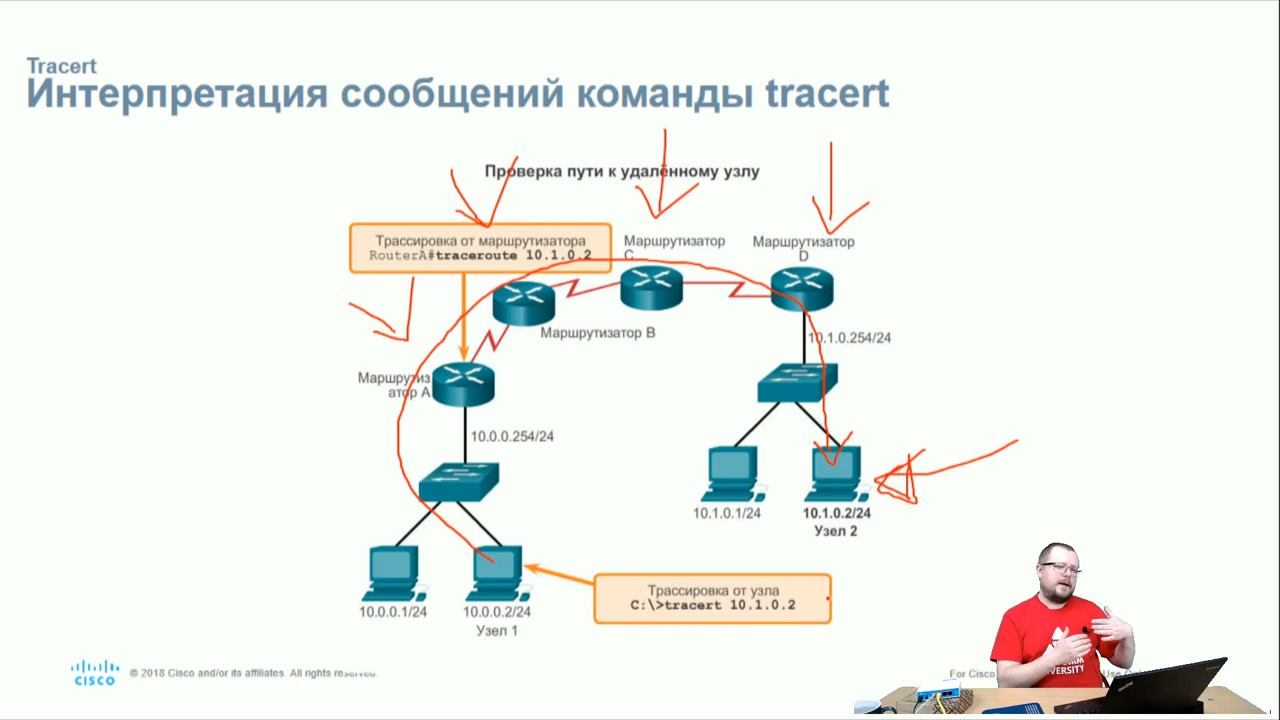 Tracert
Интерпретация сообщений команды tracert
Проверка пути к удалённому узлу
Трассировка от маршрутизатора
RouterA#traceroute 10.1.0.2
Маршрутизатор
C
Маршрутизатор
D
Маршрутизатор B
10.1.0.254/24
Маршрутиз
атор A
10.0.0.254/24
10.1.0.1/24
10.1.0.2/24
Узел 2
Трассировка от узла
C:\>tracert 10.1.0.2
10.0.0.1/24
10.0.0.2/24
Узел 1
CISCO
© 2018 Cisco and/or its affiliates. All rights reserved.
For Cisco